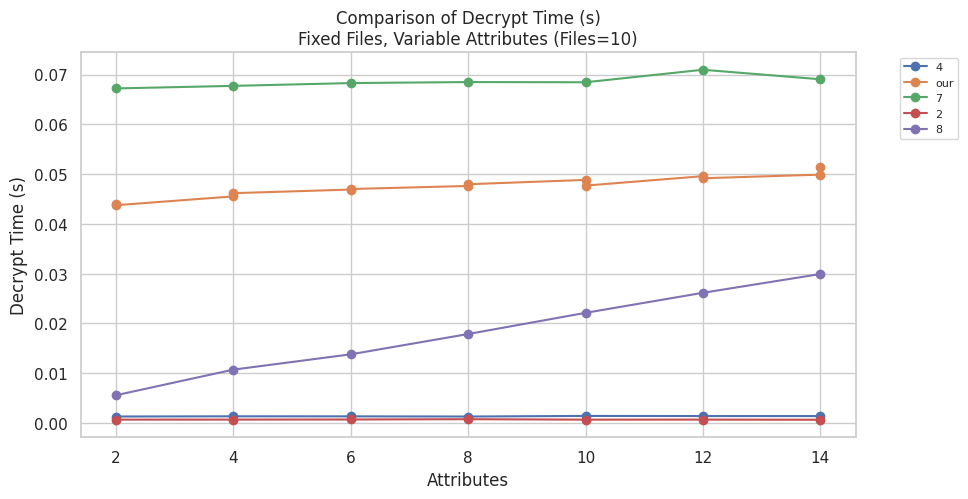 Comparison of Decrypt Time (s)
Fixed Files, Variable Attributes (Files=10)
Decrypt Time (s)
0.07
0.06
0.05
0.04
0.03
0.02
0.01
0.00
2 4 6 8 10 12 14
Attributes
4
our
7
2
8